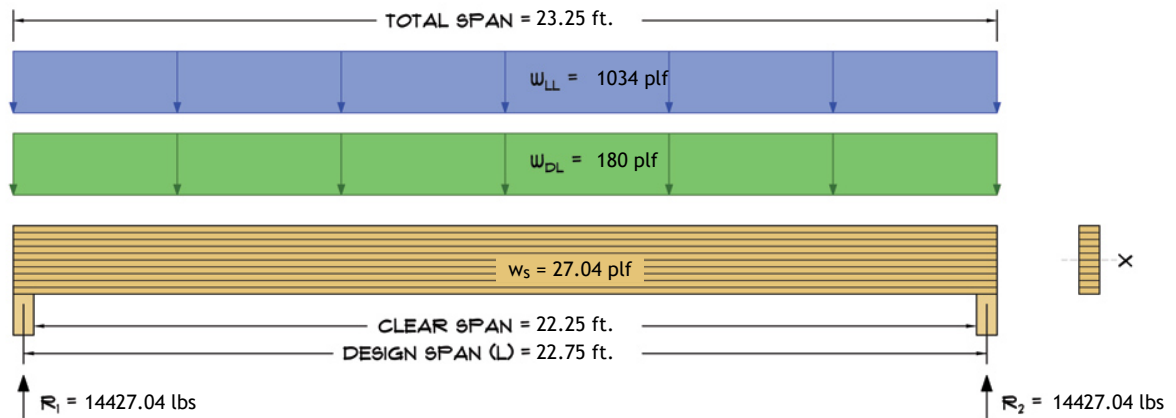 TOTAL SPAN = 23.25 ft.
WLL = 1034 plf
WDL = 180 plf
ws = 27.04 plf
X
CLEAR SPAN = 22.25 ft.
DESIGN SPAN (L) = 22.75 ft.
R1 = 14427.04 lbs
R2 = 14427.04 lbs